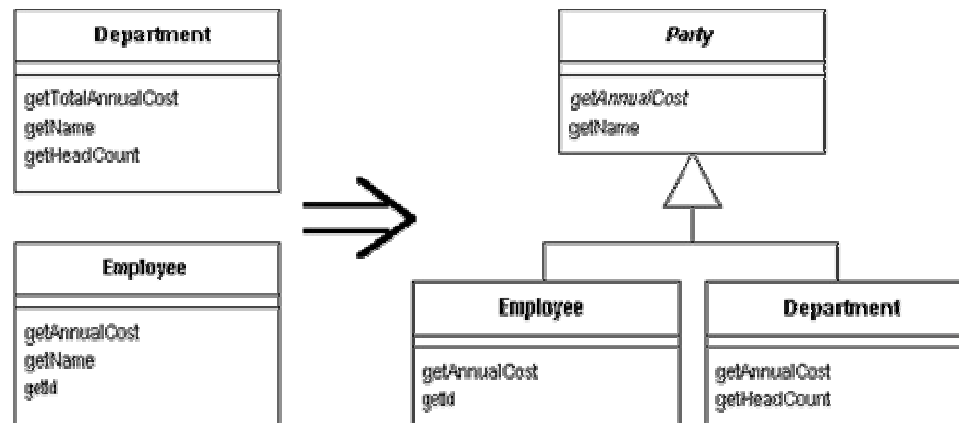 Department
getTotalAnnualCost
getName
getHeadCount
Employee
getAnnualCost
getName
getId
Party
getAnnualCost
getName
Employee
getAnnualCost
getId
Department
getAnnualCost
getHeadCount